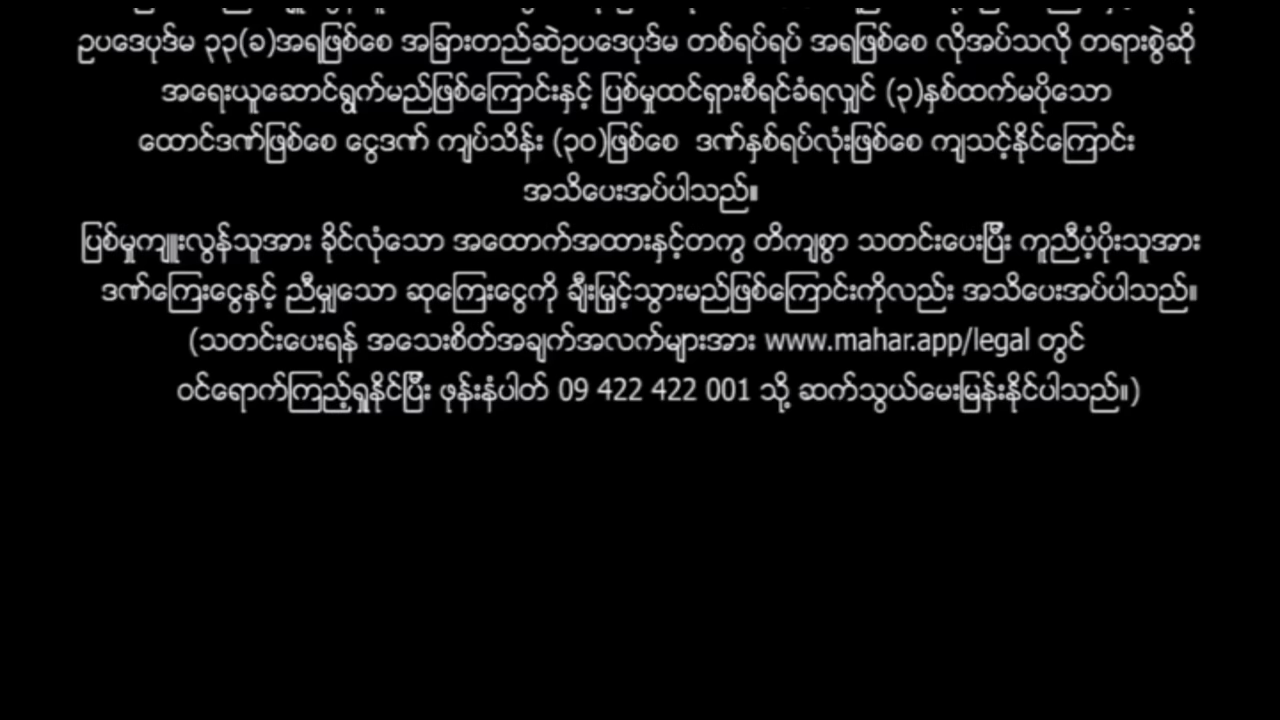 ဥပဒေပုဒ်မ ၃၃(ခ)အရဖြစ်စေ အခြားတည်ဆဲဥပဒေပုဒ်မ တစ်ရပ်ရပ် အရဖြစ်စေ လိုအပ်သလို တရားစွဲဆို
အရေးယူဆောင်ရွက်မည်ဖြစ်ကြောင်းနှင့် ပြစ်မှုထင်ရှားစီရင်ခံရလျှင် (၃)နှစ်ထက်မပိုသော
ထောင်ဒဏ်ဖြစ်စေ ငွေဒဏ် ကျပ်သိန်း (၃၀)ဖြစ်စေ ဒဏ်နှစ်ရပ်လုံးဖြစ်စေ ကျသင့်နိုင်ကြောင်း
အသိပေးအပ်ပါသည်။
ပြစ်မှုကျူးလွန်သူအား ခိုင်လုံသော အထောက်အထားနှင့်တကွ တိကျစွာ သတင်းပေးပြီး ကူညီပံ့ပိုးသူအား
ဒဏ်ကြေးငွေနှင့် ညီမျှသော ဆုကြေးငွေကို ချီးမြှင့်သွားမည်ဖြစ်ကြောင်းကိုလည်း အသိပေးအပ်ပါသည်။
(သတင်းပေးရန် အသေးစိတ်အချက်အလက်များအား www.mahar.app/legal တွင်
ဝင်ရောက်ကြည့်ရှုနိုင်ပြီး ဖုန်းနံပါတ် 09 422 422 001 သို့ ဆက်သွယ်မေးမြန်းနိုင်ပါသည်။)